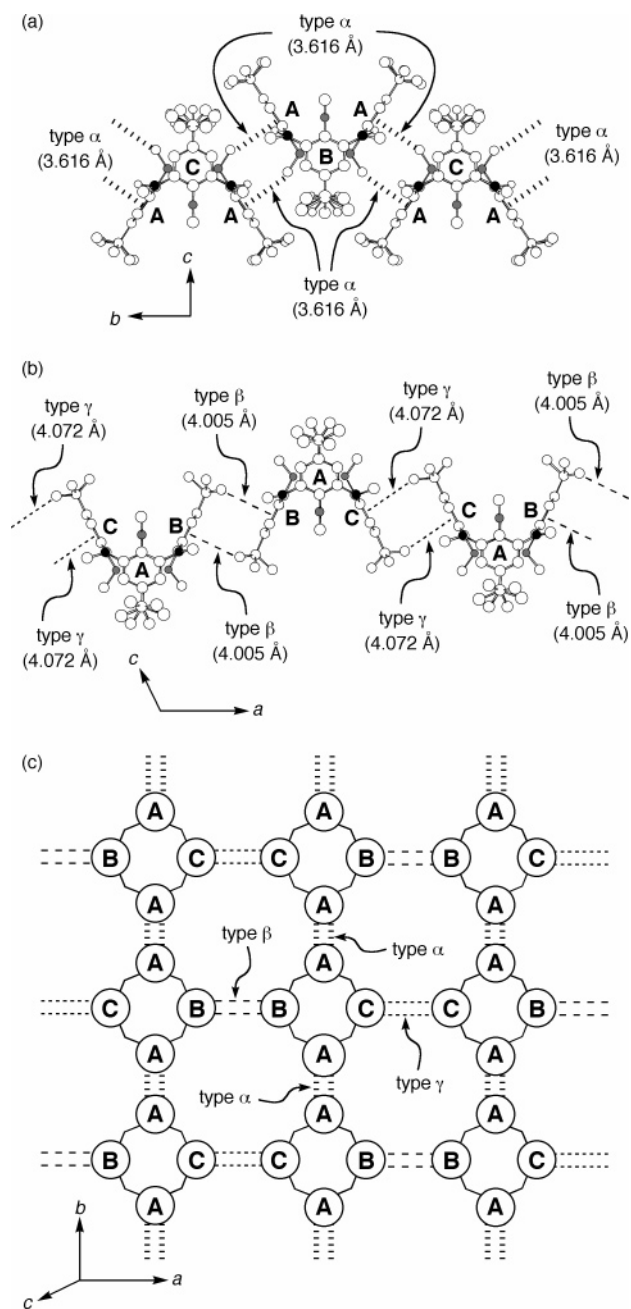 (a)
type α
(3.616 Å)
A A
type α
(3.616 Å)
C B C
type α
(3.616 Å)
A A A A
c
b
type α
(3.616 Å)
(b)
type γ
(4.072 Å)
type β
(4.005 Å)
type γ
(4.072 Å)
type β
(4.005 Å)
A
C B B C C B
A A
type γ
(4.072 Å)
type β
(4.005 Å)
type γ
(4.072 Å)
type β
(4.005 Å)
c
a
(c)
A A A
B C C B B C
A A A
type β
type α
A A A
C B B C C B
A A A
type α
type γ
A A A
B C C B B C
A A A
b
c
a